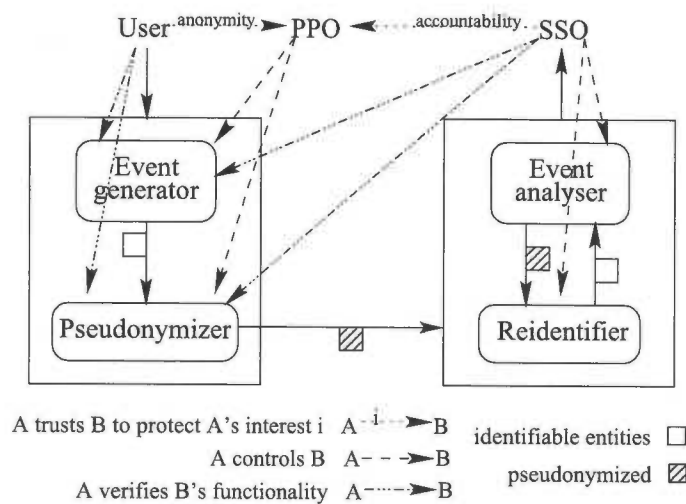 User anonymity PPO accountability SSO
Event
generator
Event
analyser
Pseudonymizer
Reidentifier
A trusts B to protect A's interest i A i B
A controls B A B
A verifies B's functionality A B
identifiable entities
pseudonymized